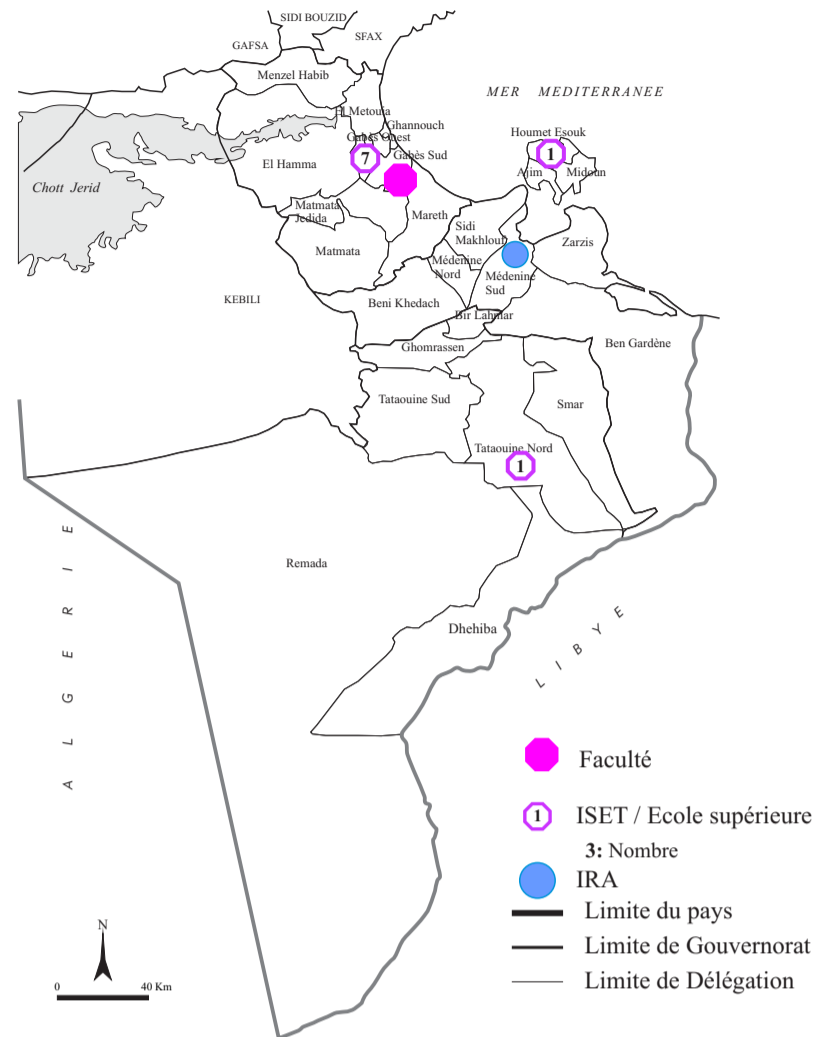 SIDI BOUZID
SFAX
GAFSA
Menzel Habib
MER MEDITERRANEE
El Metouia
Ghannouch
Houmet Esouk
Gabès Ouest
7
Gabès Sud
1
El Hamma
Ajim
Midoun
Chott Jerid
Matmata
Jedida
Mareth
Sidi
Makhlouf
Zarzis
Matmata
Médenine
Nord
Médenine
Sud
KEBILI
Beni Khedach
Bir Lahmar
Ghomrassen
Ben Gardène
Tataouine Sud
Smar
Tataouine Nord
1
ALGERIE
Remada
Dhehiba
LIBYE
Faculté
1
ISET / Ecole supérieure
3: Nombre
IRA
Limite du pays
Limite de Gouvernorat
Limite de Délégation
N
0 40 Km